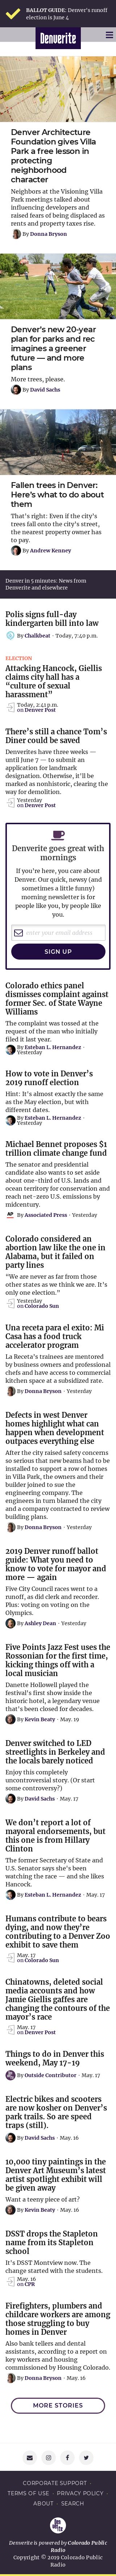 BALLOT GUIDE: Denver's runoff
election is June 4
Denverite
Denver Architecture
Foundation gives Villa
Park a free lesson in
protecting
neighborhood
character
Neighbors at the Visioning Villa
Park meetings talked about
influencing developers and
raised fears of being displaced as
rents and property taxes rise.
By Donna Bryson
Denver's new 20-year
plan for parks and rec
imagines a greener
future — and more
plans
More trees, please.
By David Sachs
Fallen trees in Denver:
Here's what to do about
them
That's right: Even if the city's
trees fall onto the city's street,
the nearest property owner has
to pay.
By Andrew Kenney
Denver in 5 minutes: News from
Denverite and elsewhere
Polis signs full-day
kindergarten bill into law
By Chalkbeat · Today, 7:40 p.m.
ELECTION
Attacking Hancock, Giellis
claims city hall has a
"culture of sexual
harassment"
Today, 2:41 p.m.
on Denver Post
There's still a chance Tom's
Diner could be saved
Denverites have three weeks —
until June 7 — to submit an
application for landmark
designation. Otherwise, it'll be
marked as nonhistoric, clearing the
way for demolition.
Yesterday
on Denver Post
Denverite goes great with
mornings
If you're here, you care about
Denver. Our quick, newsy (and
sometimes a little funny)
morning newsletter is for
people like you, by people like
you.
enter your email address
SIGN UP
Colorado ethics panel
dismisses complaint against
former Sec. of State Wayne
Williams
The complaint was tossed at the
request of the man who initially
filed it last year.
By Esteban L. Hernandez ·
Yesterday
How to vote in Denver's
2019 runoff election
Hint: It's almost exactly the same
as the May election, but with
different dates.
By Esteban L. Hernandez ·
Yesterday
Michael Bennet proposes $1
trillion climate change fund
The senator and presidential
hopeful says he wants to set aside
about one-third of U.S. lands and
ocean territory for conservation and
reach net-zero U.S. emissions by
midcentury.
AP By Associated Press · Yesterday
Colorado considered an
abortion law like the one in
Alabama, but it failed on
party lines
"We are never as far from those
other states as we think we are. It's
only one election."
Yesterday
on Colorado Sun
Una receta para el exito: Mi
Casa has a food truck
accelerator program
La Receta's trainees are mentored
by business owners and professional
chefs and have access to commercial
kitchen space at a subsidized rate.
By Donna Bryson · Yesterday
Defects in west Denver
homes highlight what can
happen when development
outpaces everything else
After the city raised safety concerns
so serious that new beams had to be
installed to support a row of homes
in Villa Park, the architect and their
builder switched to a new
engineering company. The
engineers in turn blamed the city
for slapping overworked contractors and review
building plans.
By Donna Bryson · Yesterday
2019 Denver runoff ballot
guide: What you need to
know to vote for mayor and
more — again
Five City Council races went to a
runoff, as did clerk and recorder.
Plus: voting on voting on the
Olympics.
By Ashley Dean · Yesterday
Five Points Jazz Fest uses the
Rossonian for the first time,
kicking things off with a
local musician
Danette Hollowell played the
festival's first show inside the
historic hotel, a legendary venue
that's been closed for decades.
By Kevin Beaty · May. 19
Denver switched to LED
streetlights in Berkeley and
the locals barely noticed
Enjoy this completely
uncontroversial story. (Or start
some controversy?)
By David Sachs · May. 17
We don't report a lot of
mayoral endorsements, but
this one is from Hillary
Clinton
The former Secretary of State and
U.S. Senator says she's been
watching the race — and she likes
Hancock.
By Esteban L. Hernandez · May. 17
Humans contribute to bears
dying, and now they're
contributing to a Denver Zoo
exhibit to save them
May. 17
on Colorado Sun
Chinatowns, deleted social
media accounts and how
Jamie Giellis gaffes are
changing the contours of the
mayor's race
May. 17
on Denver Post
Things to do in Denver this
weekend, May 17-19
By Outside Contributor · May. 17
Electric bikes and scooters
are now kosher on Denver's
park trails. So are speed
traps (still).
By David Sachs · May. 16
10,000 tiny paintings in the
Denver Art Museum's latest
artist spotlight exhibit will
be given away
Want a teeny piece of art?
By Kevin Beaty · May. 16
DSST drops the Stapleton
name from its Stapleton
school
It's DSST Montview now. The
change started with the students.
May. 16
on CPR
Firefighters, plumbers and
childcare workers are among
those struggling to buy
homes in Denver
Also bank tellers and dental
assistants, according to a report on
key workers and belonging
commissioned by Housing Colorado.
By Donna Bryson · May. 16
MORE STORIES
CORPORATE SUPPORT ·
TERMS OF USE · PRIVACY POLICY ·
ABOUT · SEARCH
Denverite is powered by Colorado Public
Radio
Copyright © 2019 Colorado Public
Radio